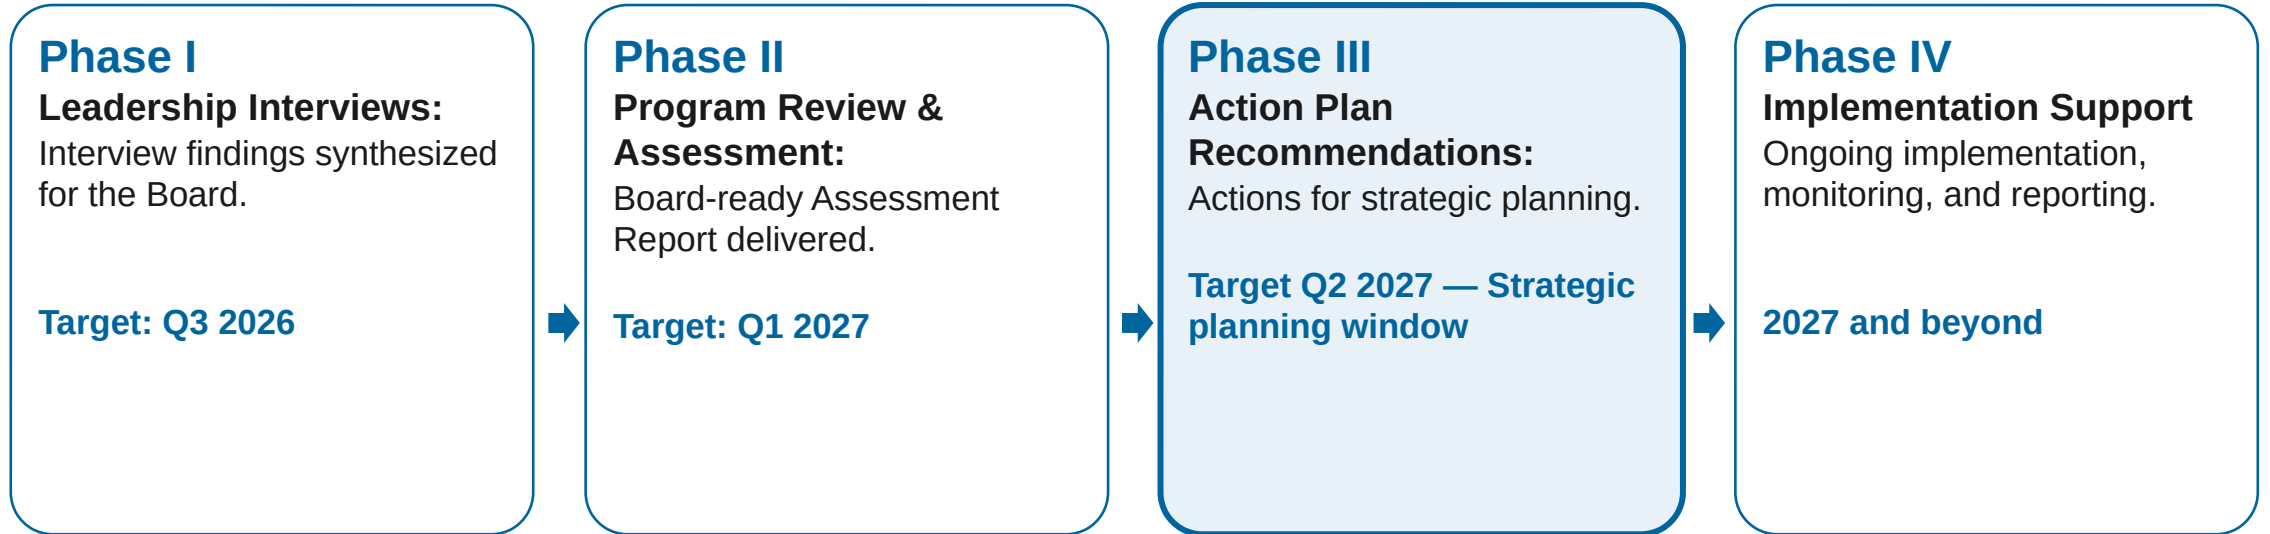 Phase I
Leadership Interviews:
Interview findings synthesized
for the Board.
Target: Q3 2026
Phase II
Program Review &
Assessment:
Board-ready Assessment
Report delivered.
Target: Q1 2027
Phase III
Action Plan
Recommendations:
Actions for strategic planning.
Target Q2 2027 — Strategic
planning window
Phase IV
Implementation Support
Ongoing implementation,
monitoring, and reporting.
2027 and beyond